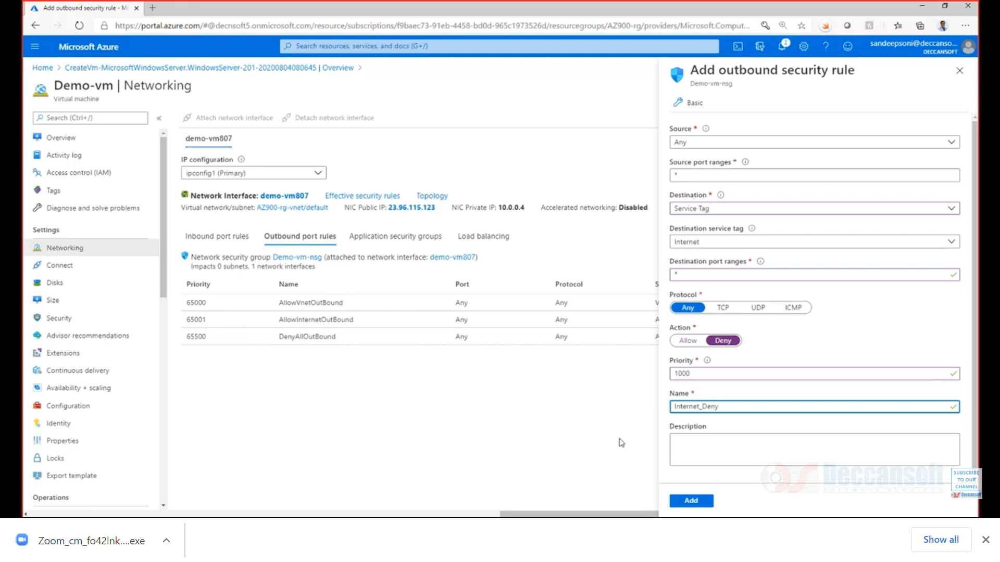 Add outbound security rule - Mi
https://portal.azure.com/#@decnsoft5.onmicrosoft.com/resource/subscriptions/f9baec73-91eb-4458-bd0d-965c1973526d/resourcegroups/AZ900-rg/providers/Microsoft.Comput...
Microsoft Azure
Search resources, services, and docs (G+/)
2
sandeepsoni@deccanso...
DECCANSOFT
Home > CreateVm-MicrosoftWindowsServer.WindowsServer-201-20200804080645 | Overview >
Demo-vm | Networking
Virtual machine
Search (Ctrl+/)
«
Overview
Activity log
Access control (IAM)
Tags
Diagnose and solve problems
Settings
Networking
Connect
Disks
Size
Security
Advisor recommendations
Extensions
Continuous delivery
Availability + scaling
Configuration
Identity
Properties
Locks
Export template
Operations
Attach network interface Detach network interface
demo-vm807
IP configuration
ipconfig1 (Primary)
Network Interface: demo-vm807 Effective security rules Topology
Virtual network/subnet: AZ900-rg-vnet/default NIC Public IP: 23.96.115.123 NIC Private IP: 10.0.0.4 Accelerated networking: Disabled
Inbound port rules Outbound port rules Application security groups Load balancing
Network security group Demo-vm-nsg (attached to network interface: demo-vm807)
Impacts 0 subnets, 1 network interfaces
Priority Name Port Protocol S
65000 AllowVnetOutBound Any Any V
65001 AllowInternetOutBound Any Any A
65500 DenyAllOutBound Any Any A
Add outbound security rule
Demo-vm-nsg
Basic
Source *
Any
Source port ranges *
*
Destination *
Service Tag
Destination service tag
Internet
Destination port ranges *
*
Protocol *
Any TCP UDP ICMP
Action *
Allow Deny
Priority *
1000
Name *
Internet_Deny
Description
Deccansoft
SOFTWARE SERVICES
SUBSCRIBE
TO OUR
CHANNEL
Deccansoft
Add
Zoom_cm_fo42lnk....exe
Show all